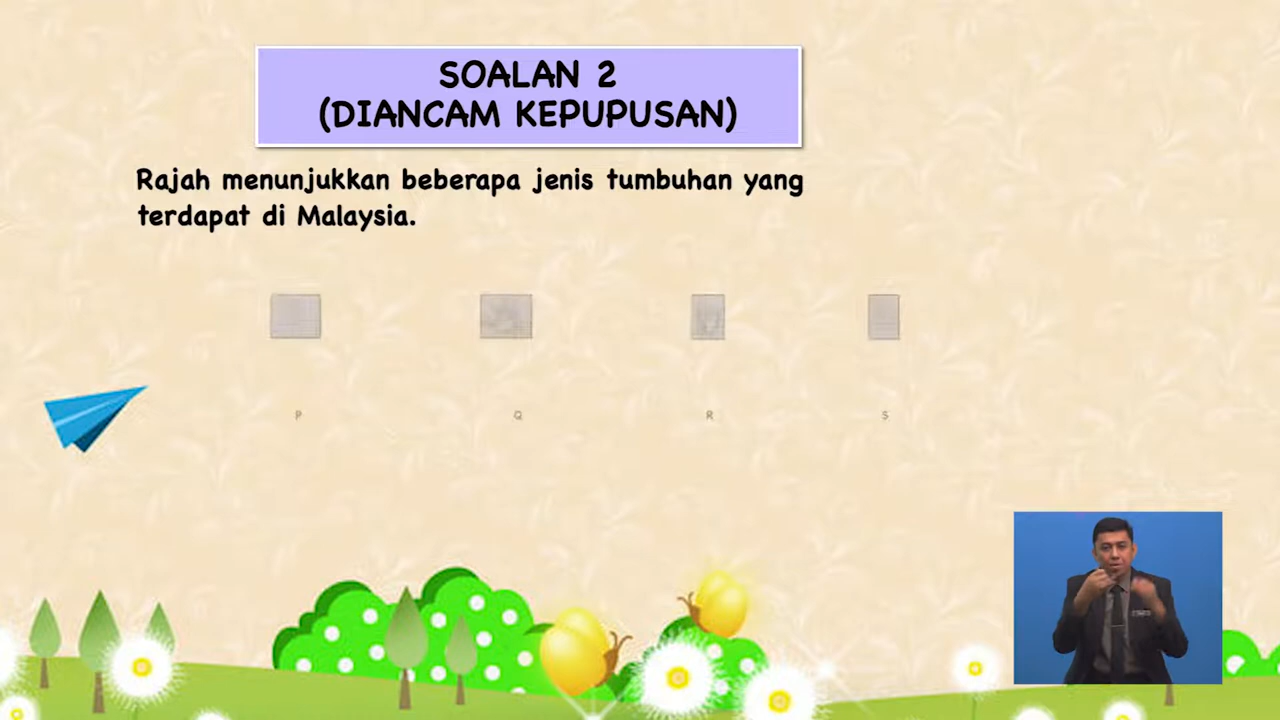 SOALAN 2
(DIANCAM KEPUPUSAN)
Rajah menunjukkan beberapa jenis tumbuhan yang
terdapat di Malaysia.
P Q R S